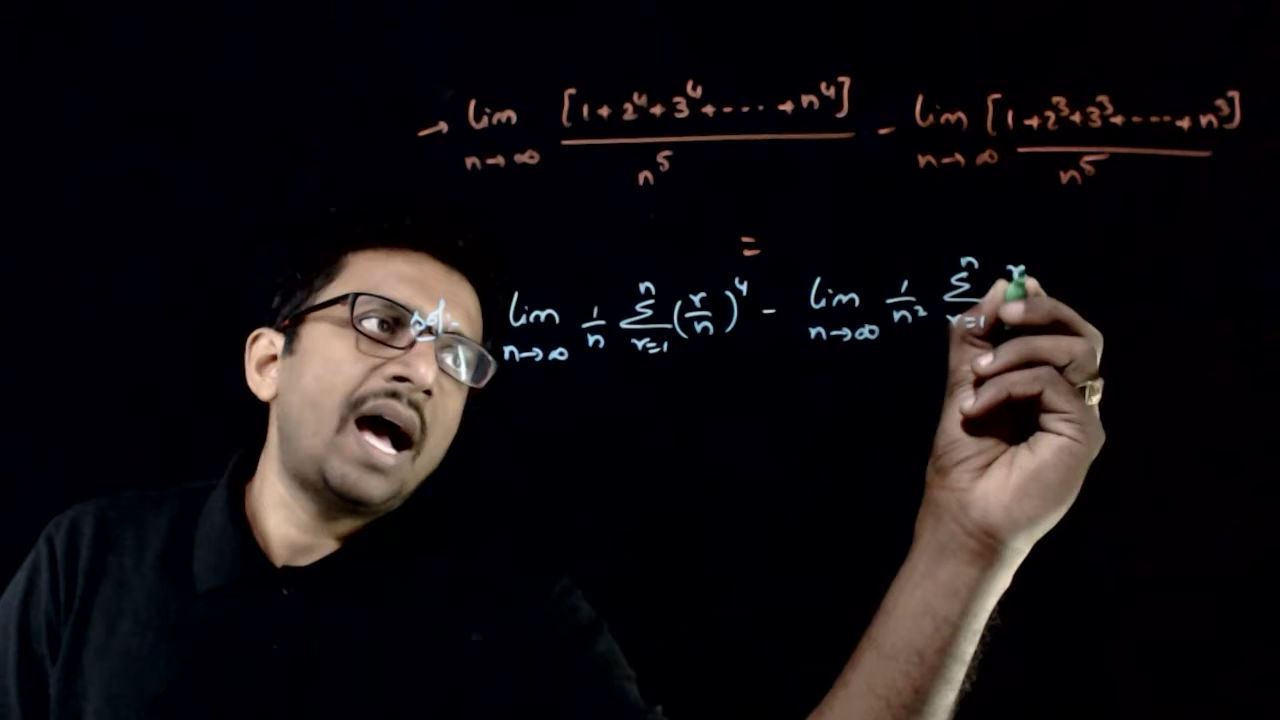 → lim n→∞ [1+2⁴+3⁴+----+n⁴] / n⁵ - lim n→∞ [1+2³+3³+----+n³] / n⁵
=
sol- lim n→∞ 1/n Σ r=1 n (r/n)⁴ - lim n→∞ 1/n² Σ r=1 n r